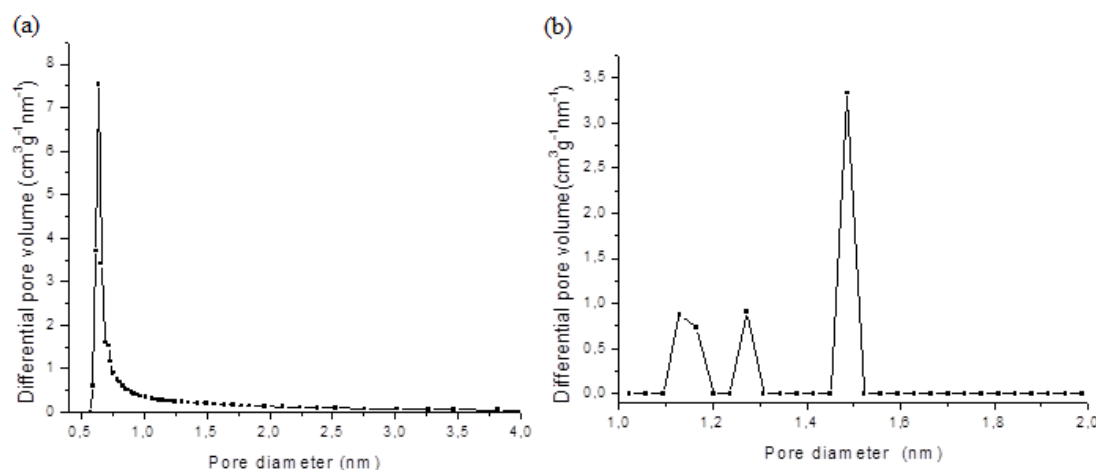 (a)
Differential pore volume (cm³g⁻¹nm⁻¹)
8
7
6
5
4
3
2
1
0
0,5 1,0 1,5 2,0 2,5 3,0 3,5 4,0
Pore diameter (nm)
(b)
Differential pore volume(cm³g⁻¹nm⁻¹)
3,5
3,0
2,5
2,0
1,5
1,0
0,5
0,0
1,0 1,2 1,4 1,6 1,8 2,0
Pore diameter (nm)